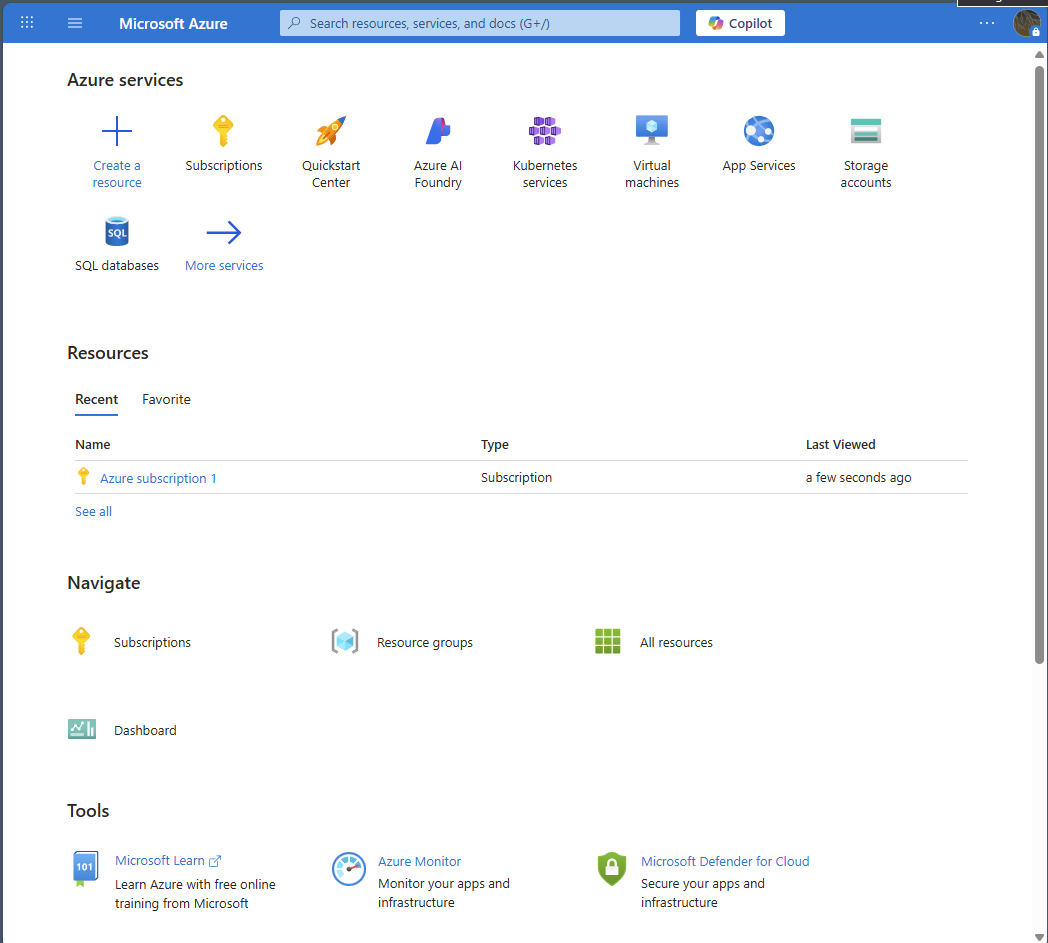 Microsoft Azure
Search resources, services, and docs (G+/)
Copilot
Azure services
Create a
resource
Subscriptions
Quickstart
Center
Azure AI
Foundry
Kubernetes
services
Virtual
machines
App Services
Storage
accounts
SQL
SQL databases
More services
Resources
Recent
Favorite
Name
Type
Last Viewed
Azure subscription 1
Subscription
a few seconds ago
See all
Navigate
Subscriptions
Resource groups
All resources
Dashboard
Tools
101
Microsoft Learn
Learn Azure with free online
training from Microsoft
Azure Monitor
Monitor your apps and
infrastructure
Microsoft Defender for Cloud
Secure your apps and
infrastructure